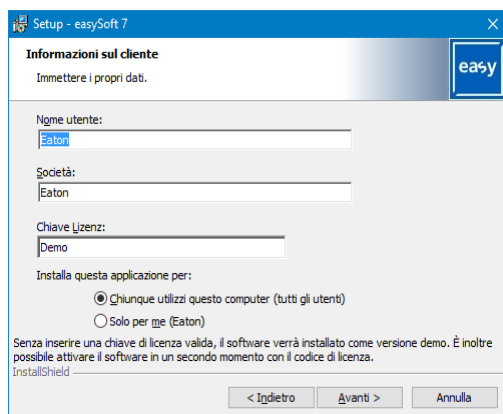 Setup - easySoft 7
Informazioni sul cliente
Immettere i propri dati.
easy
Nome utente:
Eaton
Società:
Eaton
Chiave Lizenz:
Demo
Installa questa applicazione per:
Chiunque utilizzi questo computer (tutti gli utenti)
Solo per me (Eaton)
Senza inserire una chiave di licenza valida, il software verrà installato come versione demo. È inoltre
possibile attivare il software in un secondo momento con il codice di licenza.
InstallShield
< Indietro
Avanti >
Annulla